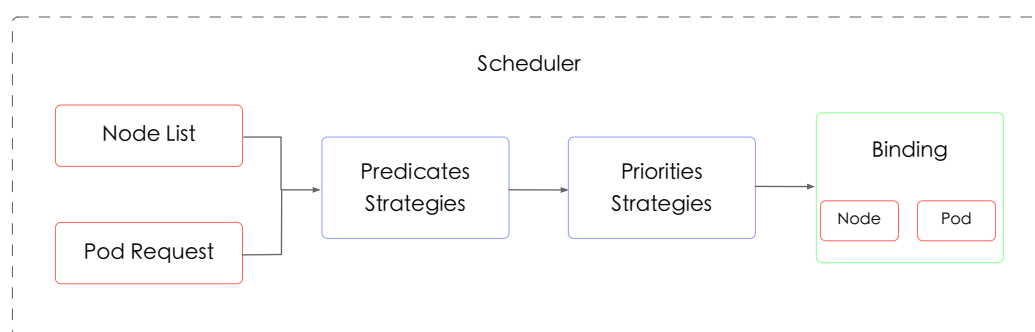 Scheduler
Node List
Pod Request
Predicates
Strategies
Priorities
Strategies
Binding
Node
Pod